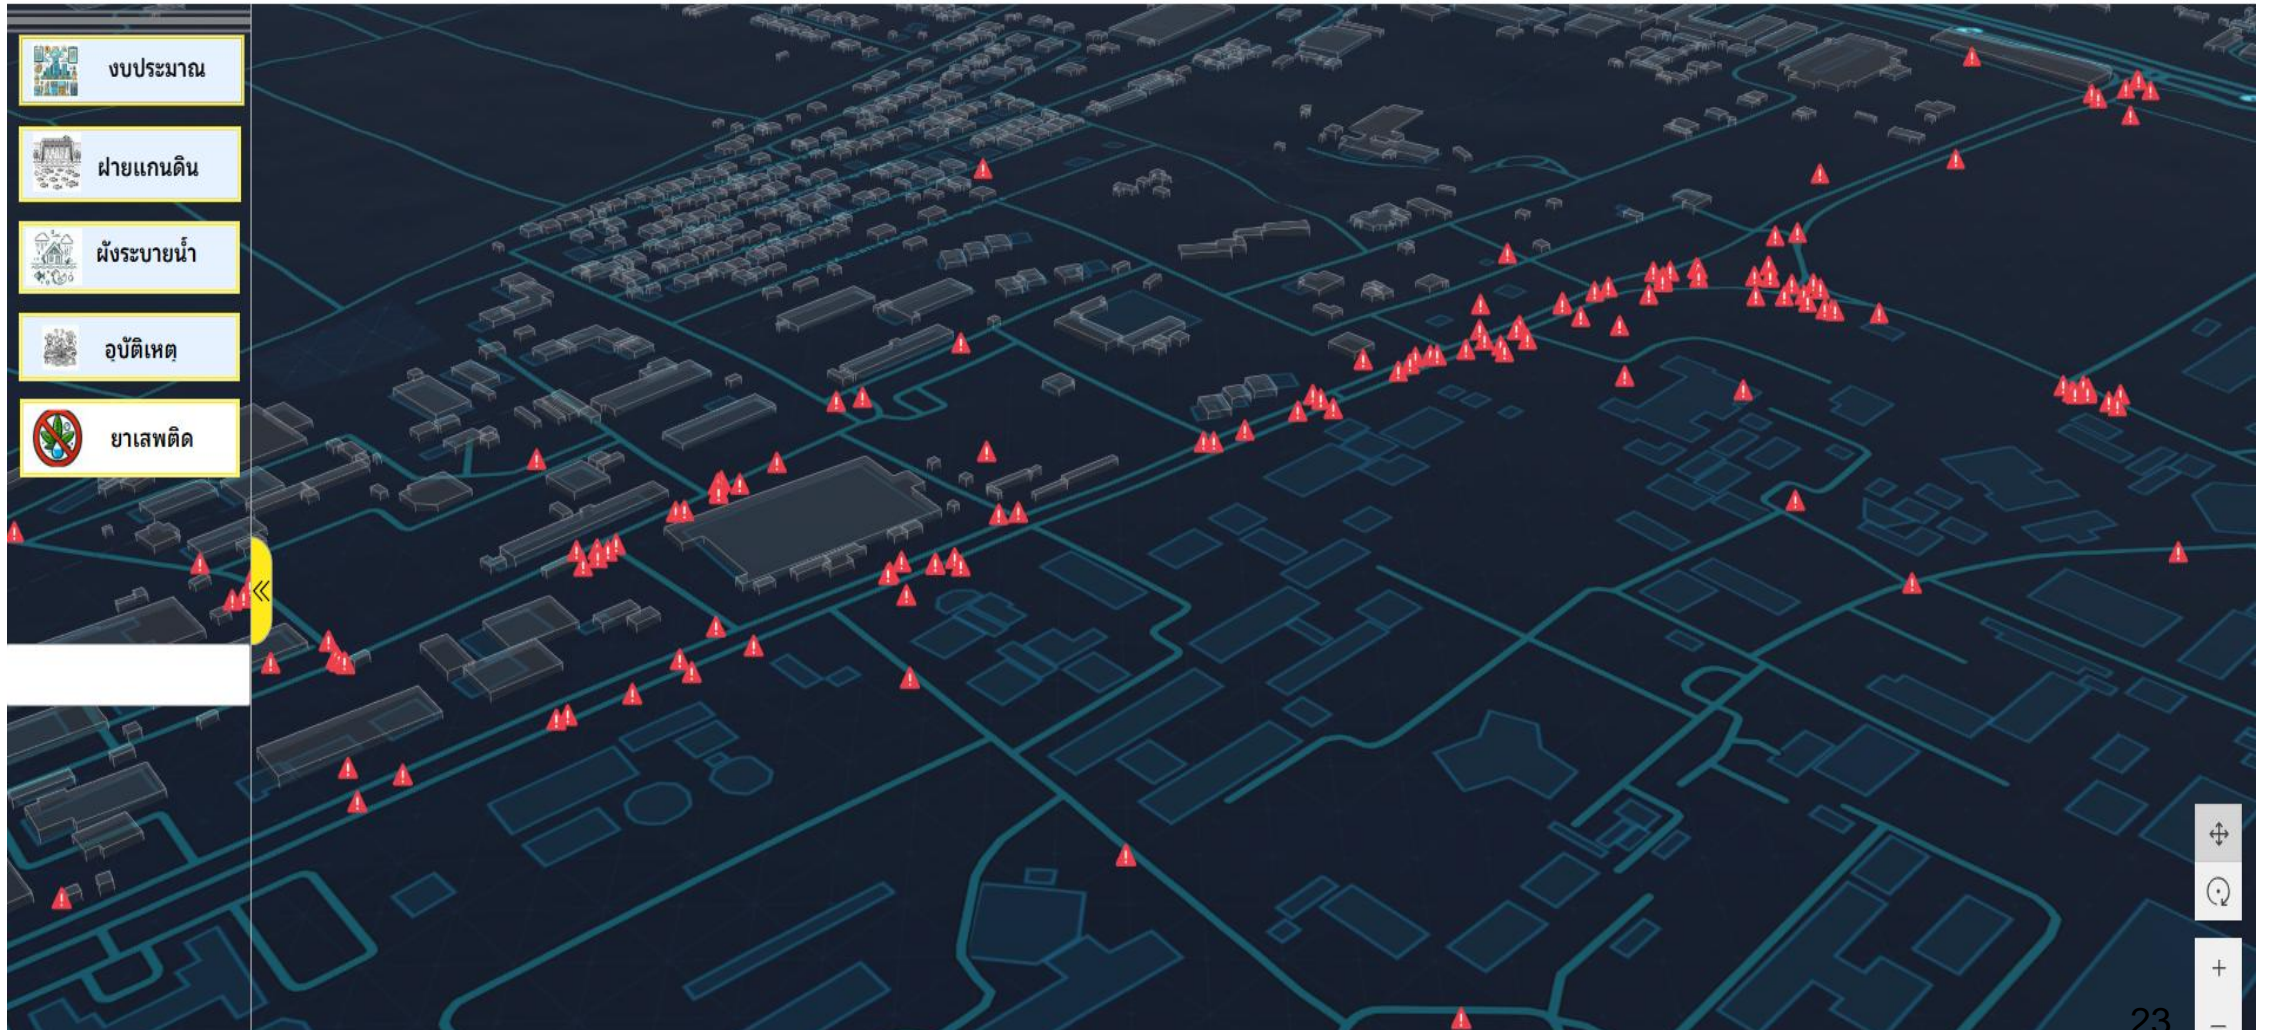 งบประมาณ
ฝายแกนดิน
ผังระบายน้ำ
อุบัติเหตุ
ยาเสพติด
23